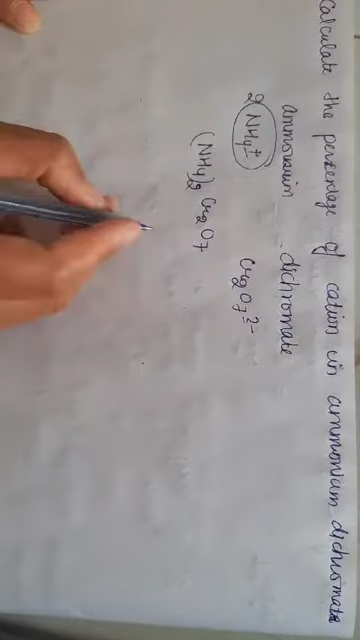 Calculate the percentage of cation in ammonium dichromate
ammonium dichromate
2 NH4+ Cr2O7 2-
(NH4)2 Cr2O7